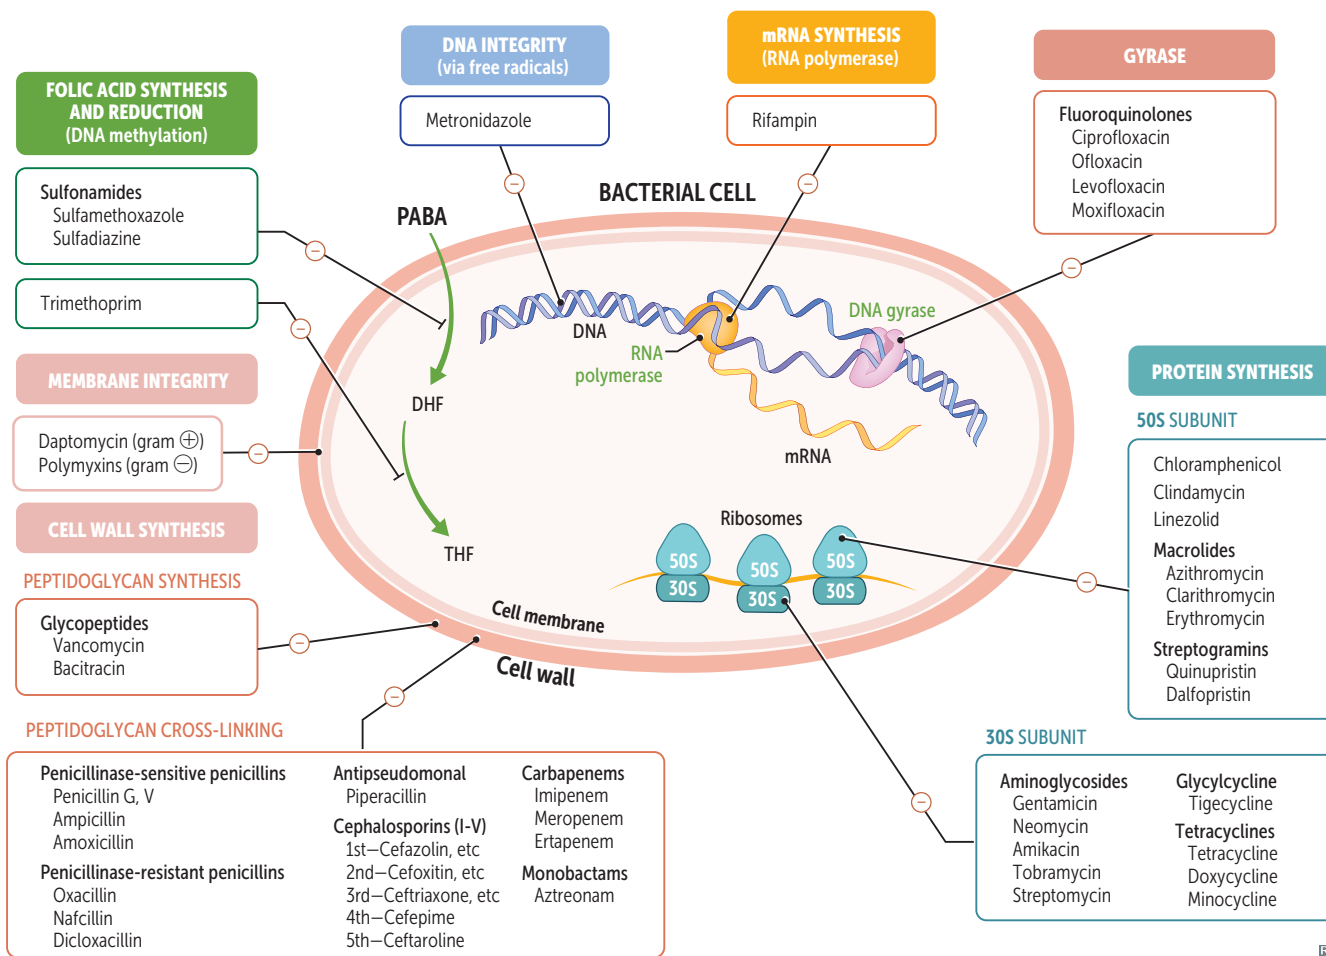 FOLIC ACID SYNTHESIS
AND REDUCTION
(DNA methylation)
Sulfonamides
Sulfamethoxazole
Sulfadiazine
Trimethoprim
MEMBRANE INTEGRITY
Daptomycin (gram ⊕)
Polymyxins (gram ⊖)
CELL WALL SYNTHESIS
PEPTIDOGLYCAN SYNTHESIS
Glycopeptides
Vancomycin
Bacitracin
PEPTIDOGLYCAN CROSS-LINKING
Penicillinase-sensitive penicillins
Penicillin G, V
Ampicillin
Amoxicillin
Penicillinase-resistant penicillins
Oxacillin
Nafcillin
Dicloxacillin
Antipseudomonal
Piperacillin
Cephalosporins (I-V)
1st—Cefazolin, etc
2nd—Cefoxitin, etc
3rd—Ceftriaxone, etc
4th—Cefepime
5th—Ceftaroline
Carbapenems
Imipenem
Meropenem
Ertapenem
Monobactams
Aztreonam
DNA INTEGRITY
(via free radicals)
Metronidazole
mRNA SYNTHESIS
(RNA polymerase)
Rifampin
GYRASE
Fluoroquinolones
Ciprofloxacin
Ofloxacin
Levofloxacin
Moxifloxacin
BACTERIAL CELL
PABA
DHF
THF
DNA
RNA
polymerase
DNA gyrase
mRNA
Ribosomes
50S
30S
50S
30S
50S
30S
Cell membrane
Cell wall
PROTEIN SYNTHESIS
50S SUBUNIT
Chloramphenicol
Clindamycin
Linezolid
Macrolides
Azithromycin
Clarithromycin
Erythromycin
Streptogramins
Quinupristin
Dalfopristin
30S SUBUNIT
Aminoglycosides
Gentamicin
Neomycin
Amikacin
Tobramycin
Streptomycin
Glycylcycline
Tigecycline
Tetracyclines
Tetracycline
Doxycycline
Minocycline